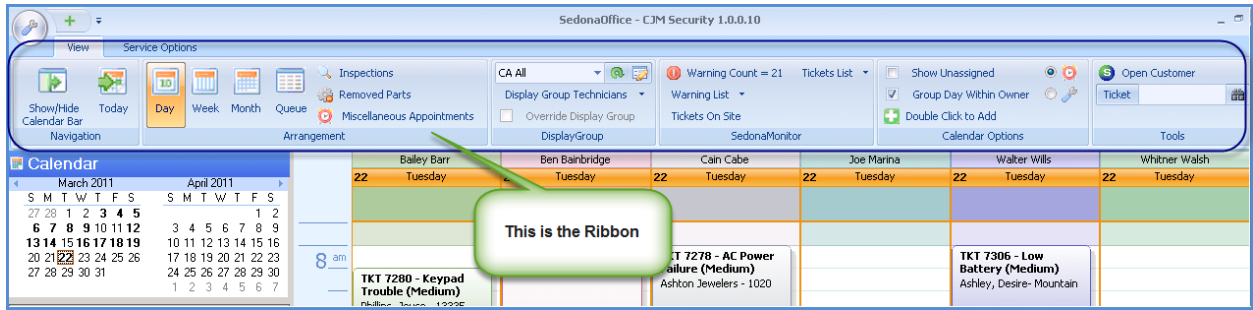 SedonaOffice - CJM Security 1.0.0.10
View Service Options
Show/Hide Calendar Bar
Today
Navigation
10
Day
Week
Month
Queue
Inspections
Removed Parts
Miscellaneous Appointments
Arrangement
CA All
Display Group Technicians
Override Display Group
DisplayGroup
Warning Count = 21 Tickets List
Warning List
Tickets On Site
SedonaMonitor
Show Unassigned
Group Day Within Owner
Double Click to Add
Calendar Options
S Open Customer
Ticket
Tools
Calendar
March 2011 April 2011
S M T W T F S S M T W T F S
27 28 1 2 3 4 5 1 2
6 7 8 9 10 11 12 3 4 5 6 7 8 9
13 14 15 16 17 18 19 10 11 12 13 14 15 16
20 21 22 23 24 25 26 17 18 19 20 21 22 23
27 28 29 30 31 24 25 26 27 28 29 30
1 2 3 4 5 6 7
Bailey Barr Ben Bainbridge Cain Cabe Joe Marina Walter Wills Whitner Walsh
22 Tuesday 22 Tuesday 22 Tuesday 22 Tuesday 22 Tuesday 22 Tuesday
This is the Ribbon
8 am
TKT 7280 - Keypad
Trouble (Medium)
7278 - AC Power
(Medium)
Ashton Jewelers - 1020
TKT 7306 - Low
Battery (Medium)
Ashley, Desire- Mountain